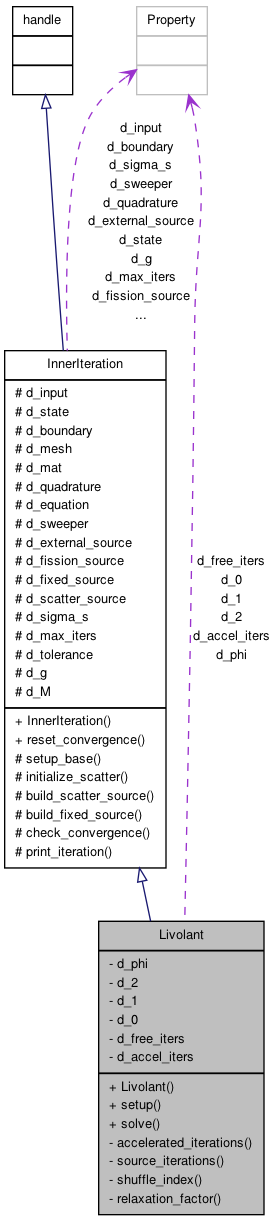 handle
Property
d_input
d_boundary
d_sigma_s
d_sweeper
d_quadrature
d_external_source
d_state
d_g
d_max_iters
d_fission_source
...
InnerIteration
# d_input
# d_state
# d_boundary
# d_mesh
# d_mat
# d_quadrature
# d_equation
# d_sweeper
# d_external_source
# d_fission_source
# d_fixed_source
# d_scatter_source
# d_sigma_s
# d_max_iters
# d_tolerance
# d_g
# d_M
+ InnerIteration()
+ reset_convergence()
# setup_base()
# initialize_scatter()
# build_scatter_source()
# build_fixed_source()
# check_convergence()
# print_iteration()
d_free_iters
d_0
d_1
d_2
d_accel_iters
d_phi
Livolant
- d_phi
- d_2
- d_1
- d_0
- d_free_iters
- d_accel_iters
+ Livolant()
+ setup()
+ solve()
- accelerated_iterations()
- source_iterations()
- shuffle_index()
- relaxation_factor()